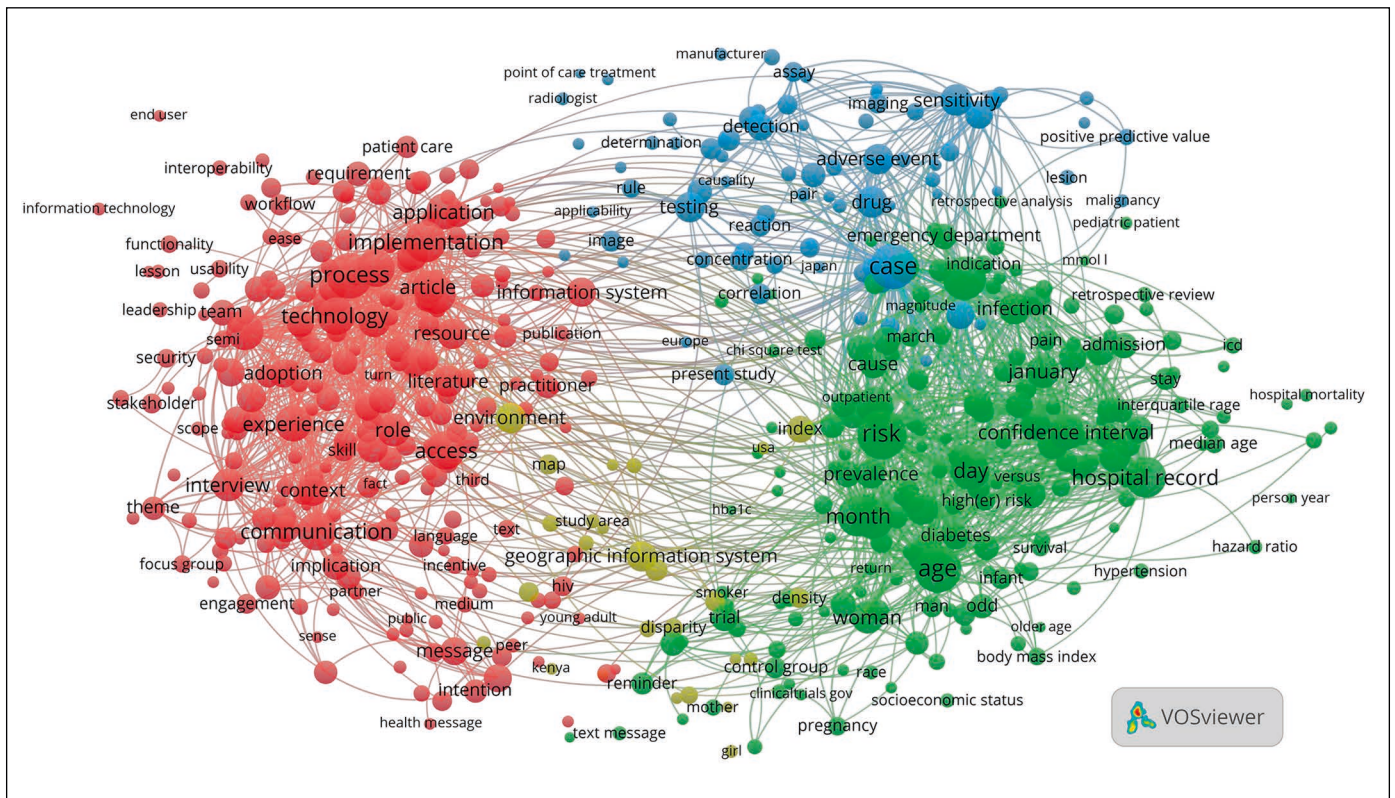 manufacturer
point of care treatment
assay
radiologist
imaging
sensitivity
end user
detection
positive predictive value
patient care
determination
interoperability
requirement
adverse event
causality
pair
lesion
rule
workflow
information technology
application
testing
applicability
drug
retrospective analysis
malignancy
reaction
pediatric patient
functionality
ease
implementation
image
emergency department
lesson
usability
process
concentration
japan
case
indication
mmol l
article
information system
correlation
retrospective review
leadership
team
technology
magnitude
infection
semi
resource
publication
europe
chi square test
march
pain
admission
icd
security
adoption
turn
literature
practitioner
present study
cause
january
stay
hospital mortality
stakeholder
outpatient
interquartile rage
scope
experience
role
environment
index
risk
confidence interval
median age
skill
access
usa
map
prevalence
day
versus
hospital record
interview
context
fact
third
high(er) risk
person year
theme
hba1c
month
communication
text
study area
diabetes
language
geographic information system
survival
hazard ratio
focus group
implication
incentive
return
age
infant
hypertension
engagement
partner
medium
hiv
smoker
density
public
young adult
trial
woman
man
odd
sense
disparity
older age
message
peer
kenya
control group
race
body mass index
intention
reminder
clinicaltrials gov
socioeconomic status
mother
health message
text message
pregnancy
girl
VOSviewer